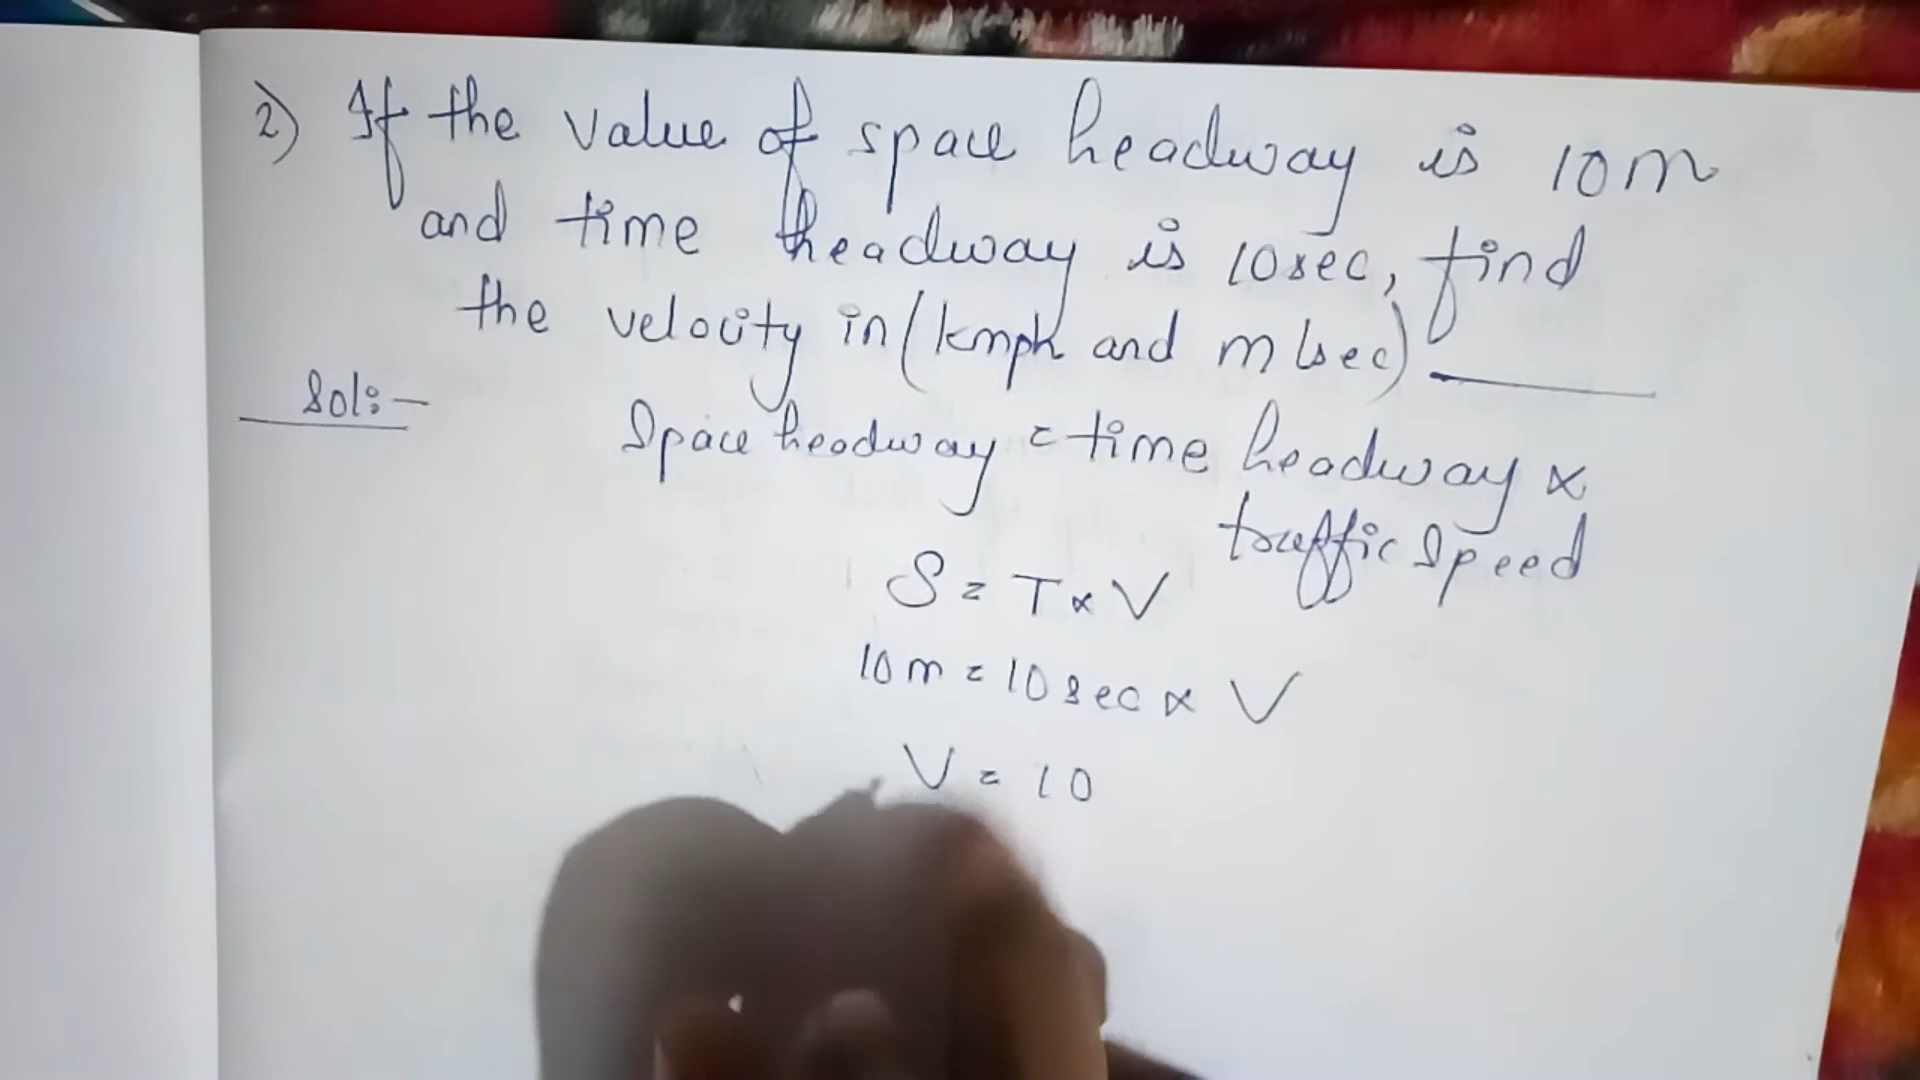 2) If the value of space headway is 10m
and time headway is 10sec, find
the velocity in (kmph and m/sec) ____
Sol:-
Space headway = time headway ×
traffic speed
S = T × V
10m = 10sec × V
V = 10